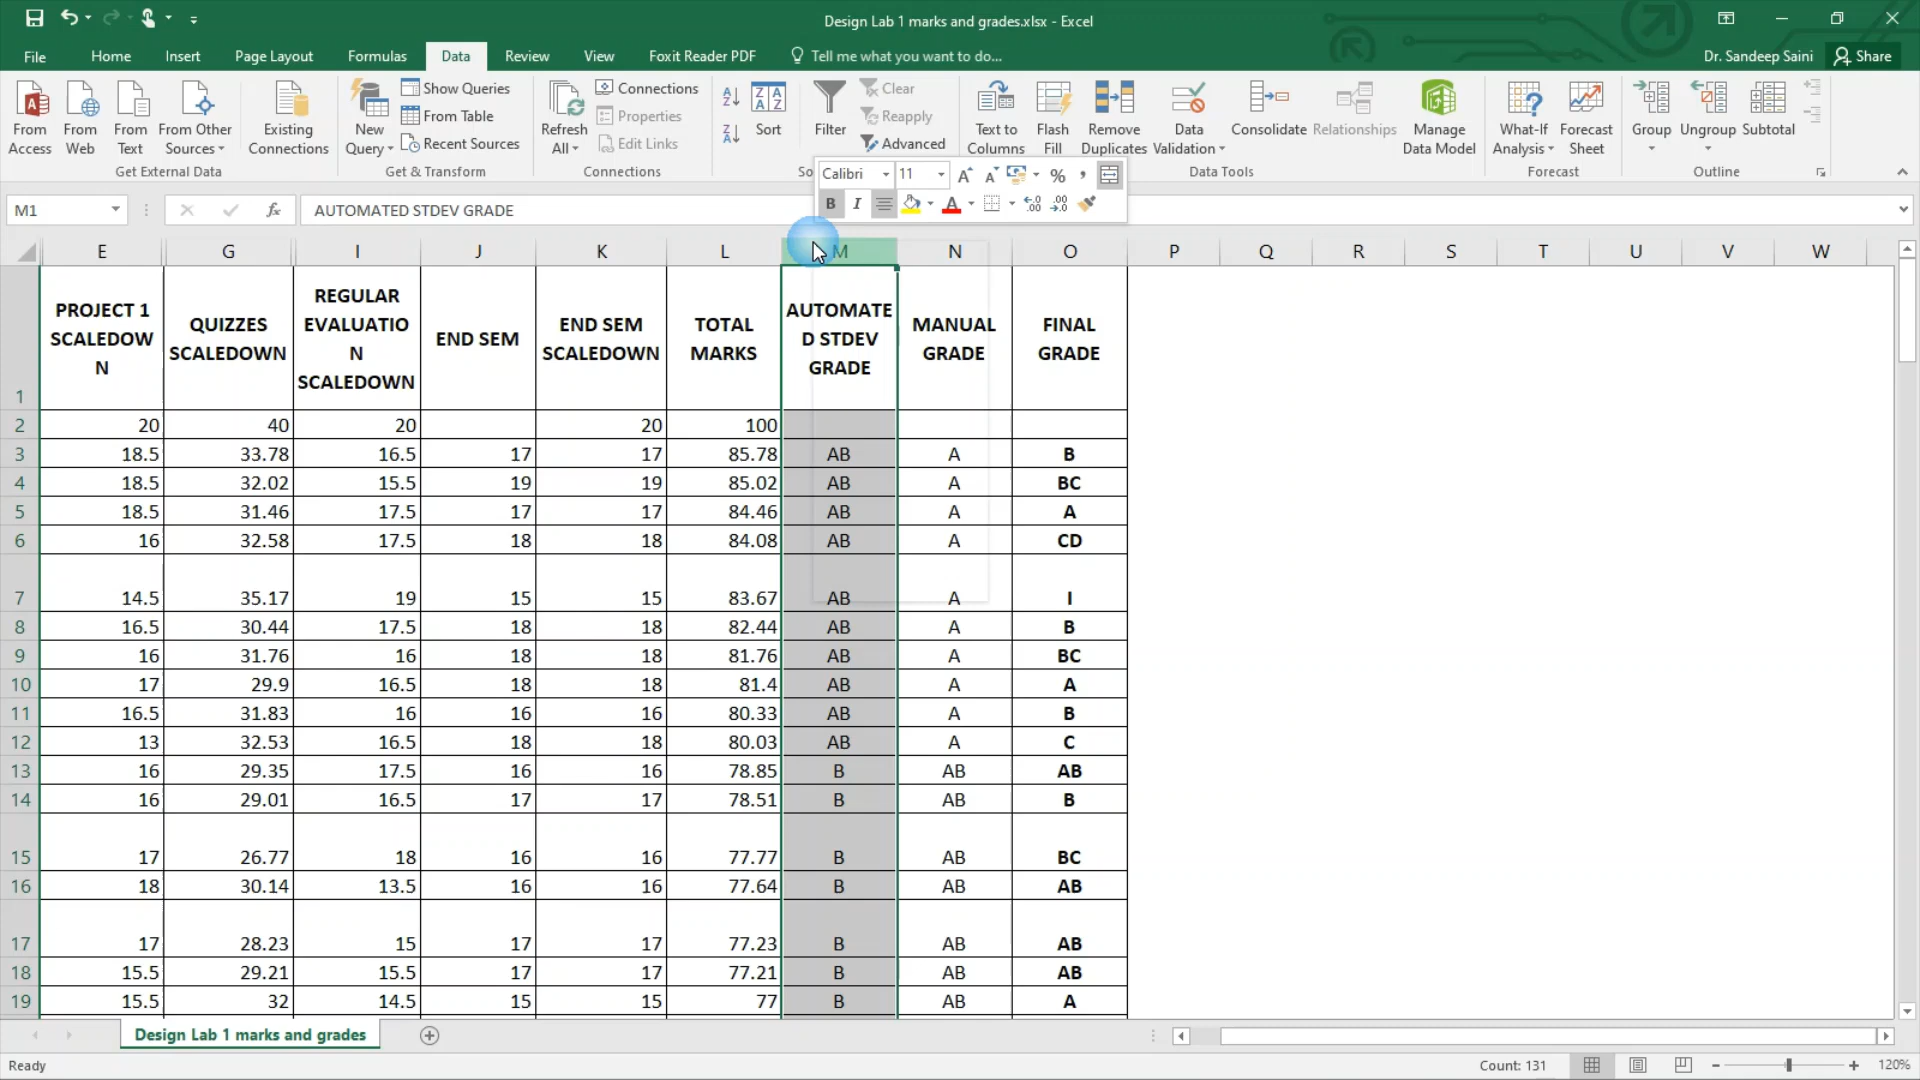 Design Lab 1 marks and grades.xlsx - Excel
File Home Insert Page Layout Formulas Data Review View Foxit Reader PDF Tell me what you want to do... Dr. Sandeep Saini Share
From Access
From Web
From Text
From Other Sources
Get External Data
Existing Connections
New Query
Show Queries
From Table
Recent Sources
Get & Transform
Refresh All
Connections
Properties
Edit Links
Connections
Sort
Filter
Clear
Reapply
Advanced
So
Text to Columns
Flash Fill
Remove Duplicates
Data Validation
Consolidate
Relationships
Manage Data Model
Data Tools
What-If Analysis
Forecast Sheet
Forecast
Group
Ungroup
Subtotal
Outline
Calibri 11 A A % ,
B I A .00 .00
M1 fx AUTOMATED STDEV GRADE
E G I J K L M N O P Q R S T U V W
1 PROJECT 1 SCALEDOW N QUIZZES SCALEDOWN REGULAR EVALUATIO N SCALEDOWN END SEM END SEM SCALEDOWN TOTAL MARKS AUTOMATE D STDEV GRADE MANUAL GRADE FINAL GRADE
2 20 40 20 20 100
3 18.5 33.78 16.5 17 17 85.78 AB A B
4 18.5 32.02 15.5 19 19 85.02 AB A BC
5 18.5 31.46 17.5 17 17 84.46 AB A A
6 16 32.58 17.5 18 18 84.08 AB A CD
7 14.5 35.17 19 15 15 83.67 AB A I
8 16.5 30.44 17.5 18 18 82.44 AB A B
9 16 31.76 16 18 18 81.76 AB A BC
10 17 29.9 16.5 18 18 81.4 AB A A
11 16.5 31.83 16 16 16 80.33 AB A B
12 13 32.53 16.5 18 18 80.03 AB A C
13 16 29.35 17.5 16 16 78.85 B AB AB
14 16 29.01 16.5 17 17 78.51 B AB B
15 17 26.77 18 16 16 77.77 B AB BC
16 18 30.14 13.5 16 16 77.64 B AB AB
17 17 28.23 15 17 17 77.23 B AB AB
18 15.5 29.21 15.5 17 17 77.21 B AB AB
19 15.5 32 14.5 15 15 77 B AB A
Design Lab 1 marks and grades
Ready Count: 131 120%